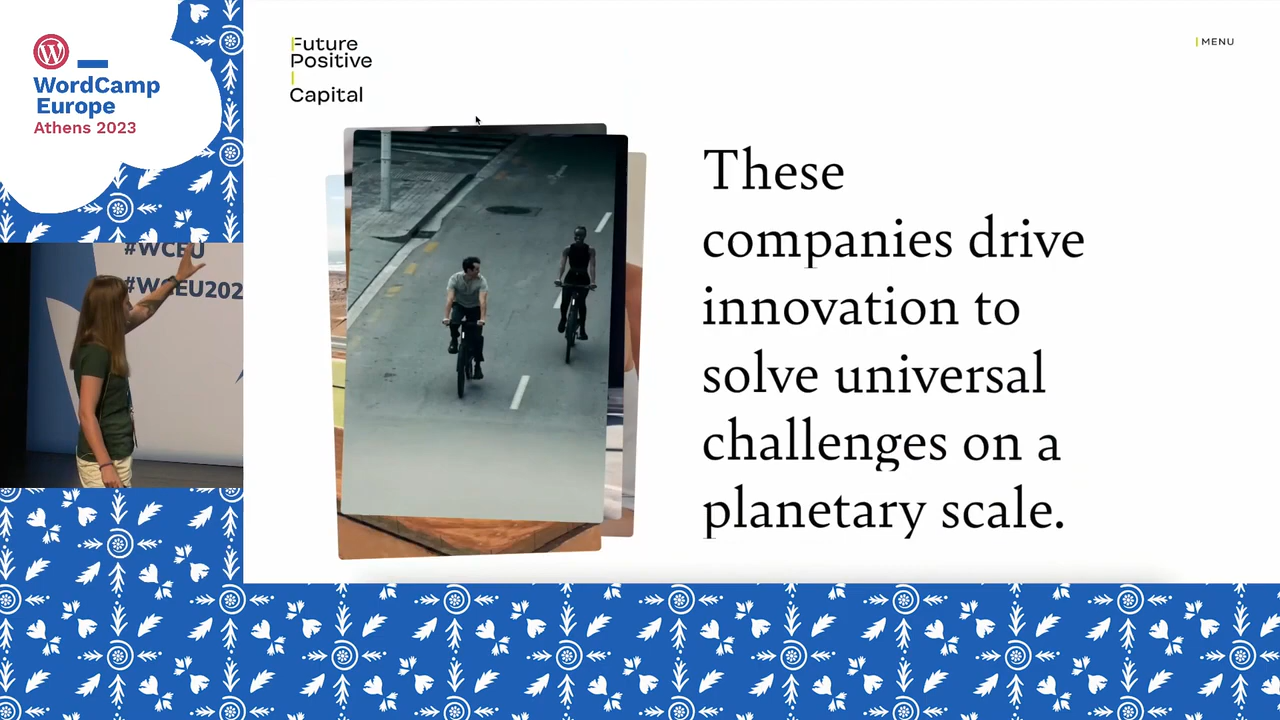 WordCamp
Europe
Athens 2023
#WCEU
#WCEU202
Future
Positive
Capital
MENU
These
companies drive
innovation to
solve universal
challenges on a
planetary scale.